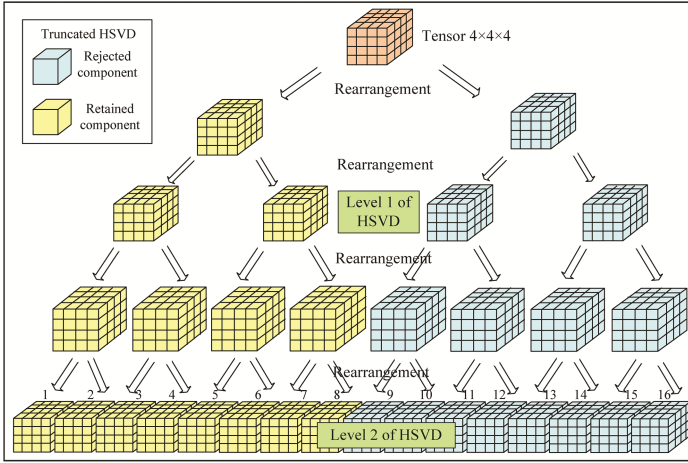 Truncated HSVD
Rejected
component
Retained
component
Tensor 4×4×4
Rearrangement
Rearrangement
Level 1 of
HSVD
Rearrangement
Rearrangement
1 2 3 4 5 6 7 8 9 10 11 12 13 14 15 16
Level 2 of HSVD